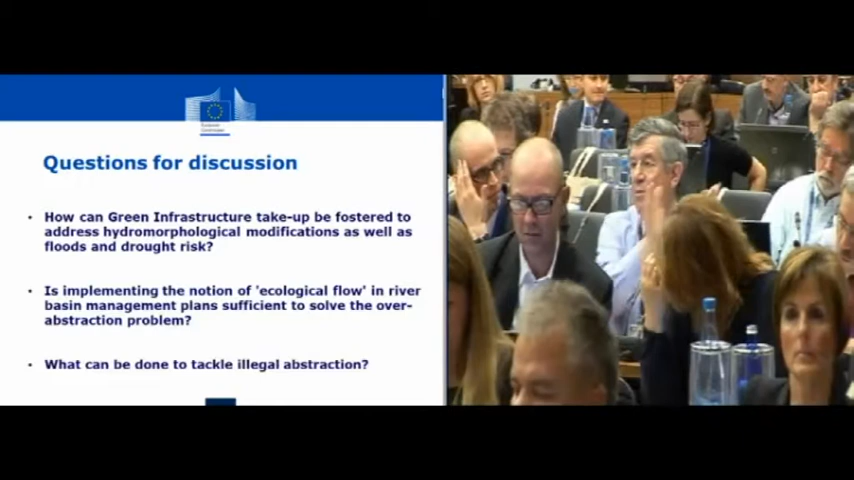 Questions for discussion
• How can Green Infrastructure take-up be fostered to
address hydromorphological modifications as well as
floods and drought risk?
• Is implementing the notion of 'ecological flow' in river
basin management plans sufficient to solve the over-
abstraction problem?
• What can be done to tackle illegal abstraction?